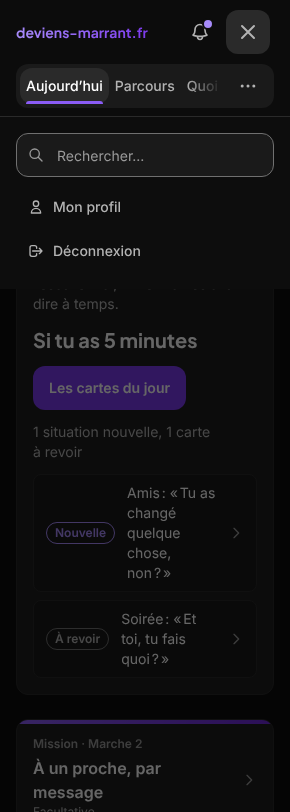 deviens-marrant.fr
Aujourd’hui Parcours Quoi
Rechercher…
Mon profil
Déconnexion
dire à temps.
Si tu as 5 minutes
Les cartes du jour
1 situation nouvelle, 1 carte
à revoir
Nouvelle
Amis : « Tu as
changé
quelque
chose,
non ? »
À revoir
Soirée : « Et
toi, tu fais
quoi ? »
Mission · Marche 2
À un proche, par
message
Facultative